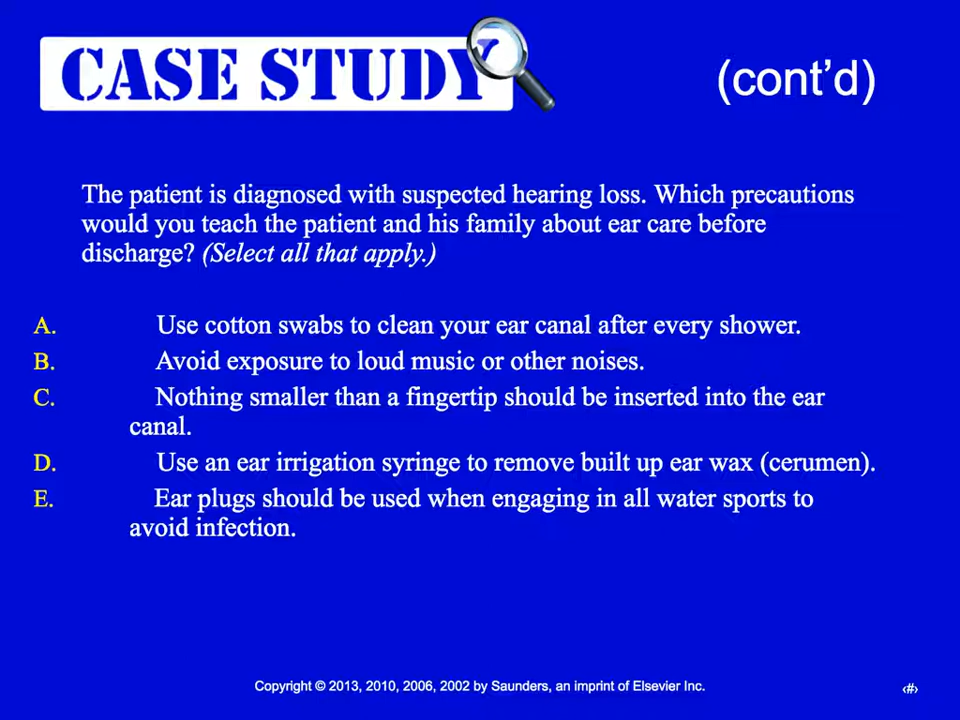 CASE STUDY
(cont’d)
The patient is diagnosed with suspected hearing loss. Which precautions
would you teach the patient and his family about ear care before
discharge? (Select all that apply.)
A. Use cotton swabs to clean your ear canal after every shower.
B. Avoid exposure to loud music or other noises.
C. Nothing smaller than a fingertip should be inserted into the ear
canal.
D. Use an ear irrigation syringe to remove built up ear wax (cerumen).
E. Ear plugs should be used when engaging in all water sports to
avoid infection.
Copyright © 2013, 2010, 2006, 2002 by Saunders, an imprint of Elsevier Inc.
‹#›